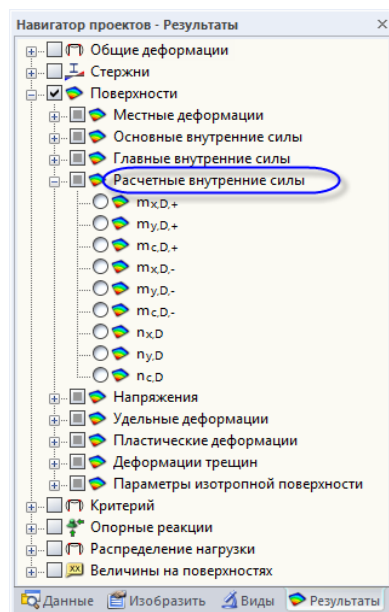 Навигатор проектов - Результаты
Общие деформации
Стержни
Поверхности
Местные деформации
Основные внутренние силы
Главные внутренние силы
Расчетные внутренние силы
mx,D,+
my,D,+
mc,D,+
mx,D,-
my,D,-
mc,D,-
nx,D
ny,D
nc,D
Напряжения
Удельные деформации
Пластические деформации
Деформации трещин
Параметры изотропной поверхности
Критерий
Опорные реакции
Распределение нагрузки
Величины на поверхностях
Данные Изобразить Виды Результаты